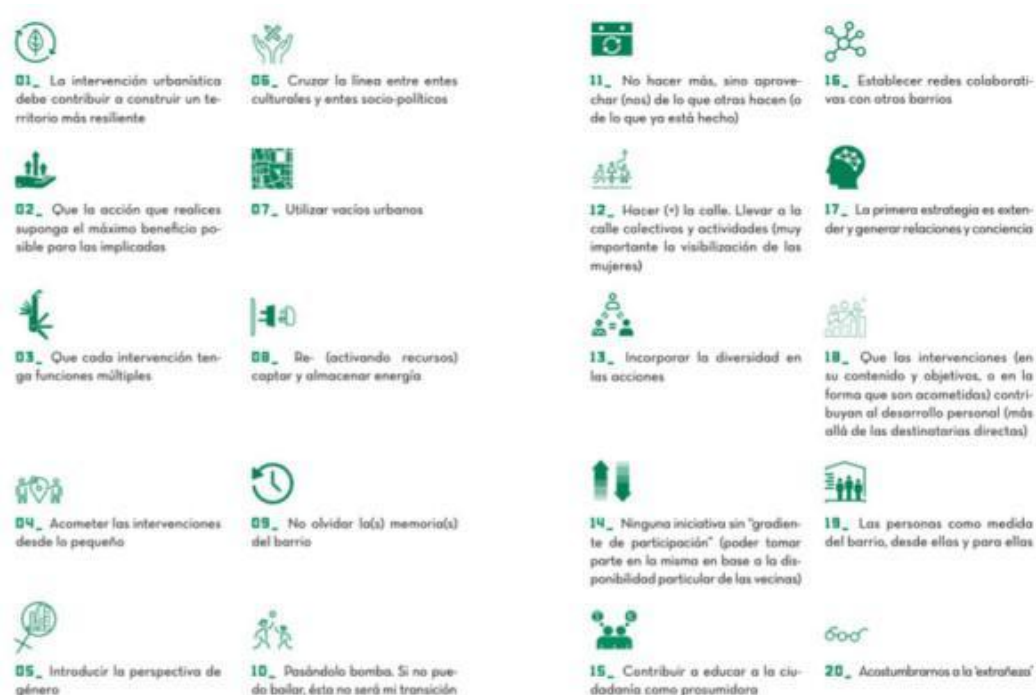 01_ La intervención urbanística
debe contribuir a construir un te-
rritorio más resiliente
02_ Que la acción que realices
suponga el máximo beneficio po-
sible para las implicadas
03_ Que cada intervención ten-
ga funciones múltiples
04_ Acometer las intervenciones
desde lo pequeño
05_ Introducir la perspectiva de
género
06_ Cruzar la línea entre entes
culturales y entes socio-políticos
07_ Utilizar vacíos urbanos
08_ Re- (activando recursos)
captar y almacenar energía
09_ No olvidar la(s) memoria(s)
del barrio
10_ Pasándolo bomba. Si no pue-
do bailar, ésta no será mi transición
11_ No hacer más, sino aprove-
char (nos) de lo que otras hacen (o
de lo que ya está hecho)
12_ Hacer (+) la calle. Llevar a la
calle colectivos y actividades (muy
importante la visibilización de las
mujeres)
13_ Incorporar la diversidad en
las acciones
14_ Ninguna iniciativa sin "gradien-
te de participación" (poder tomar
parte en la misma en base a la dis-
ponibilidad particular de las vecinas)
15_ Contribuir a educar a la ciu-
dadanía como prosumidora
16_ Establecer redes colaborati-
vas con otros barrios
17_ La primera estrategia es exten-
der y generar relaciones y conciencia
18_ Que las intervenciones (en
su contenido y objetivos, o en la
forma que son acometidas) contri-
buyan al desarrollo personal (más
allá de las destinatarias directas)
19_ Las personas como medida
del barrio, desde ellas y para ellas
20_ Acostumbrarnos a la 'extrañeza'